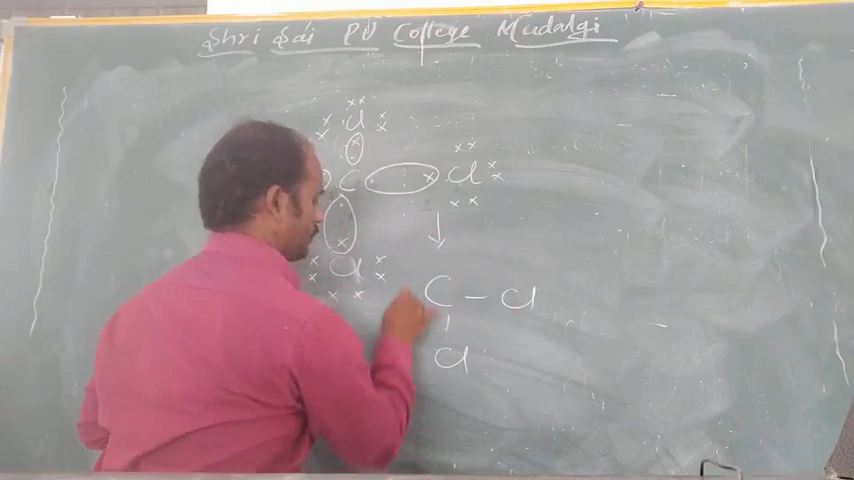 Shri Sai PU College Mudalgi
x x
x Cl x
x x
x
x x
C x Cl x
x
x x
x
x Cl x
x x
x x
↓
C – Cl
|
Cl